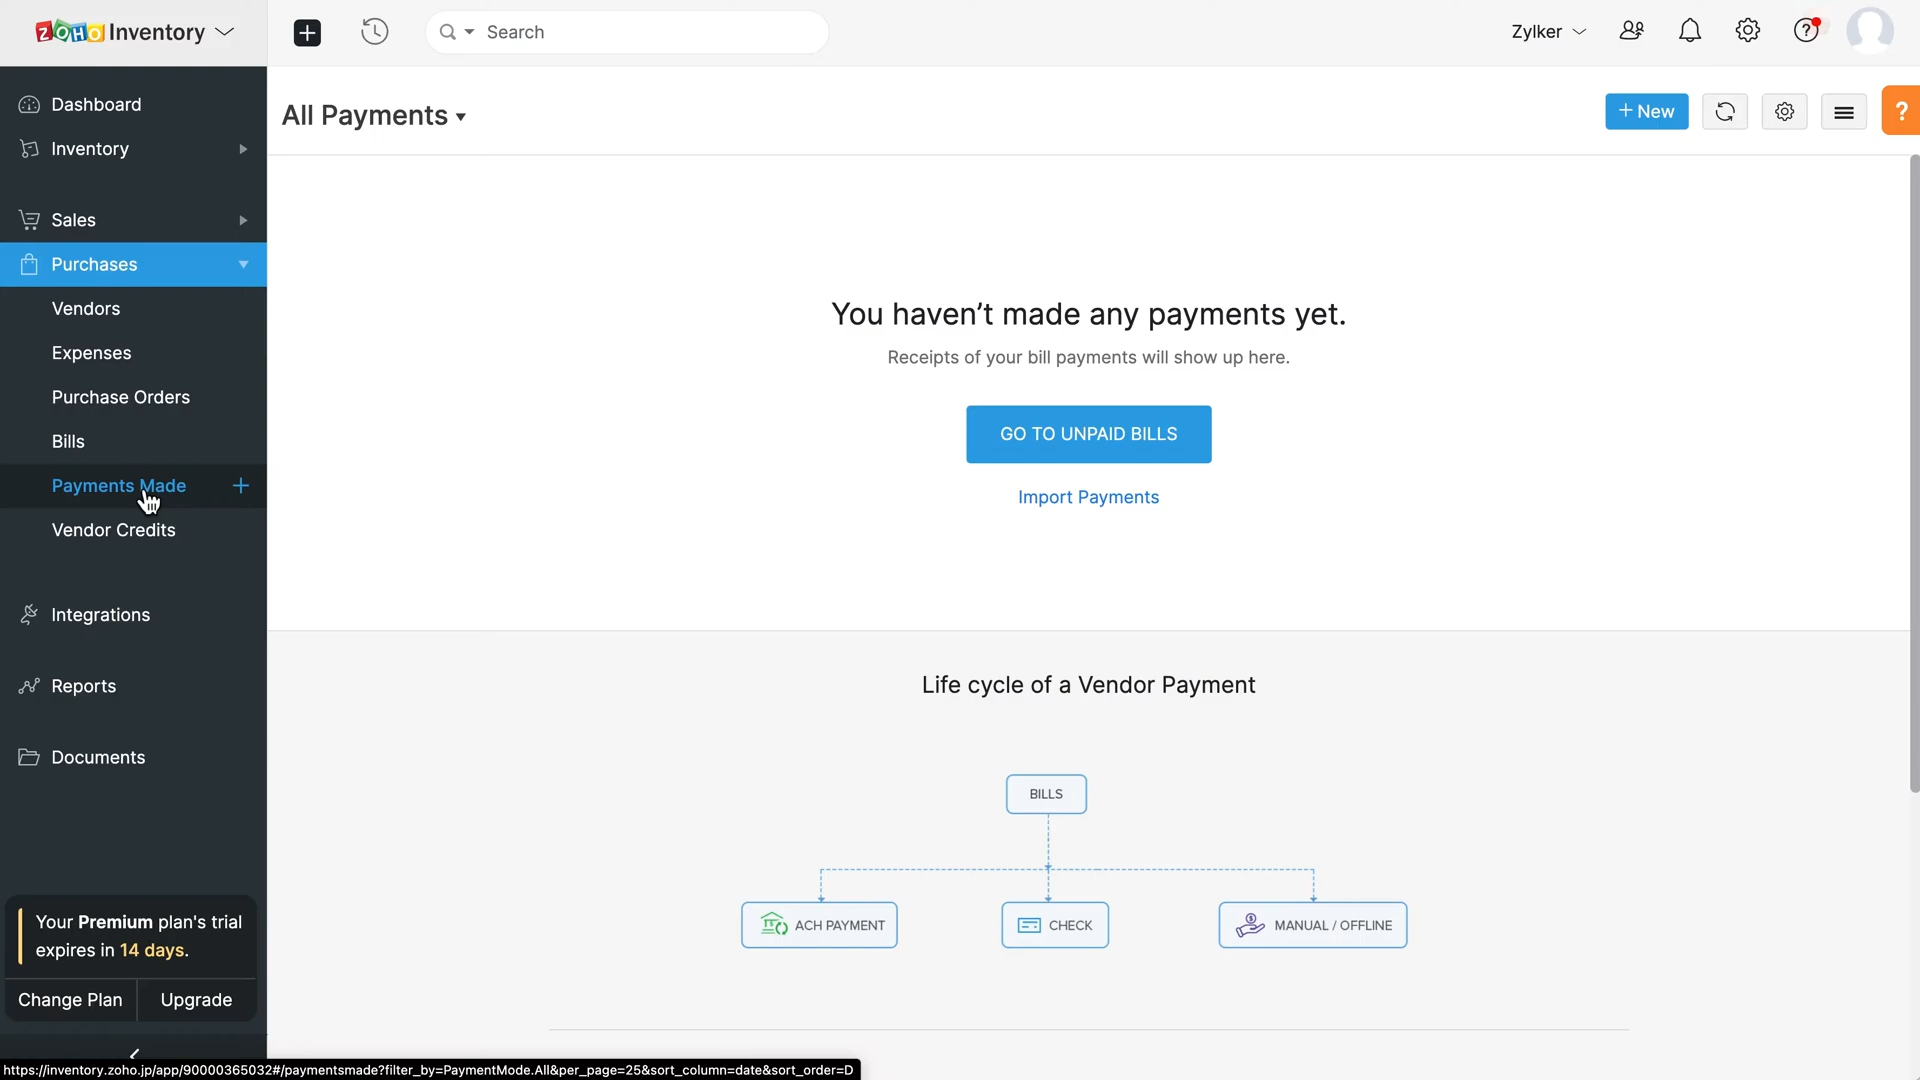 ZOHO Inventory
Search
Zylker
?
Dashboard
Inventory
Sales
Purchases
Vendors
Expenses
Purchase Orders
Bills
Payments Made +
Vendor Credits
Integrations
Reports
Documents
Your Premium plan's trial
expires in 14 days.
Change Plan
Upgrade
All Payments
+ New
?
You haven’t made any payments yet.
Receipts of your bill payments will show up here.
GO TO UNPAID BILLS
Import Payments
Life cycle of a Vendor Payment
BILLS
ACH PAYMENT
CHECK
MANUAL / OFFLINE
https://inventory.zoho.jp/app/90000365032#/paymentsmade?filter_by=PaymentMode.All&per_page=25&sort_column=date&sort_order=D